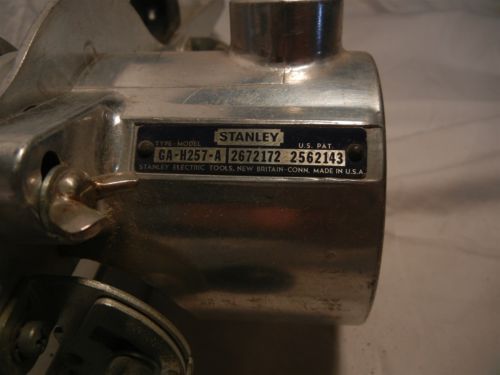 STANLEY
TYPE-MODEL U.S. PAT.
GA-H257-A 2672172 2562143
STANLEY ELECTRIC TOOLS, NEW BRITAIN-CONN. MADE IN U.S.A.